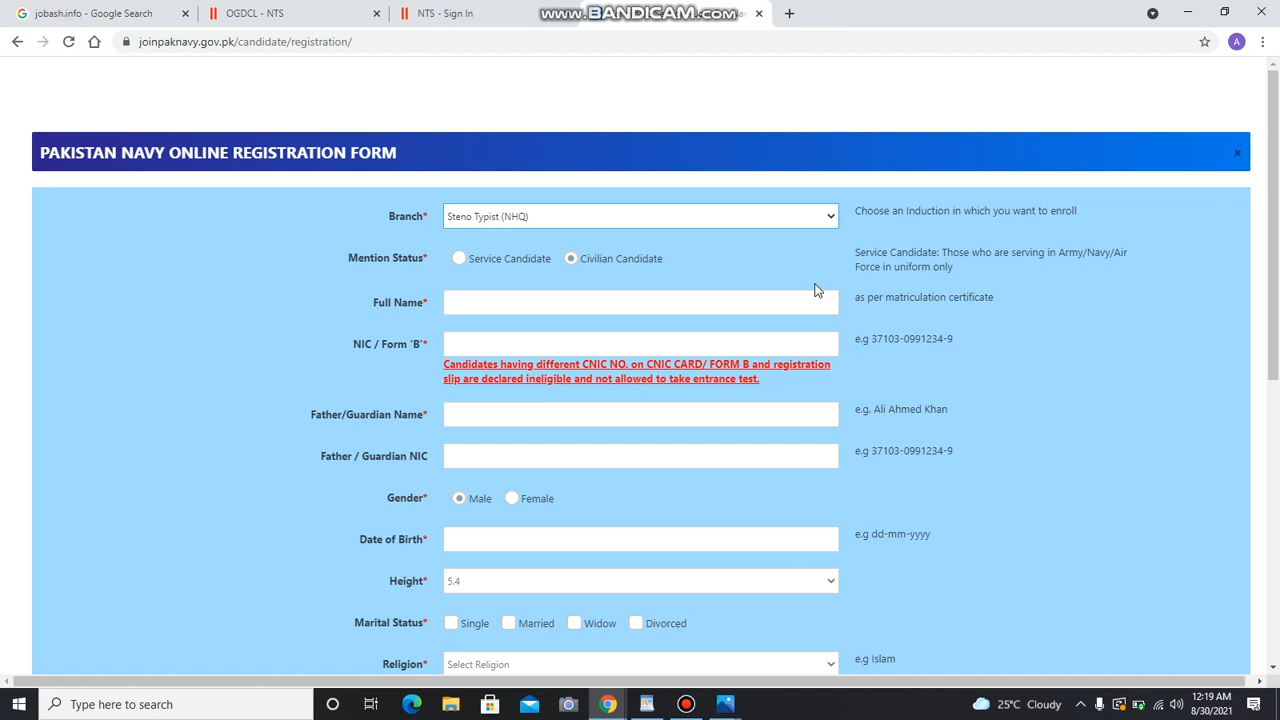 jobash.info - Google Search
OGDCL - NTS
NTS - Sign In
www.BANDICAM.com
joinpaknavy.gov.pk/candidate/registration/
A
PAKISTAN NAVY ONLINE REGISTRATION FORM
Branch*
Steno Typist (NHQ)
Choose an Induction in which you want to enroll
Mention Status*
Service Candidate
Civilian Candidate
Service Candidate: Those who are serving in Army/Navy/Air
Force in uniform only
Full Name*
as per matriculation certificate
NIC / Form 'B'*
e.g 37103-0991234-9
Candidates having different CNIC NO. on CNIC CARD/ FORM B and registration
slip are declared ineligible and not allowed to take entrance test.
Father/Guardian Name*
e.g. Ali Ahmed Khan
Father / Guardian NIC
e.g 37103-0991234-9
Gender*
Male
Female
Date of Birth*
e.g dd-mm-yyyy
Height*
5.4
Marital Status*
Single
Married
Widow
Divorced
Religion*
Select Religion
e.g Islam
Type here to search
25°C Cloudy
12:19 AM
8/30/2021